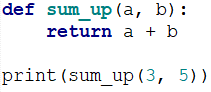 def sum_up(a, b):
    return a + b

print(sum_up(3, 5))